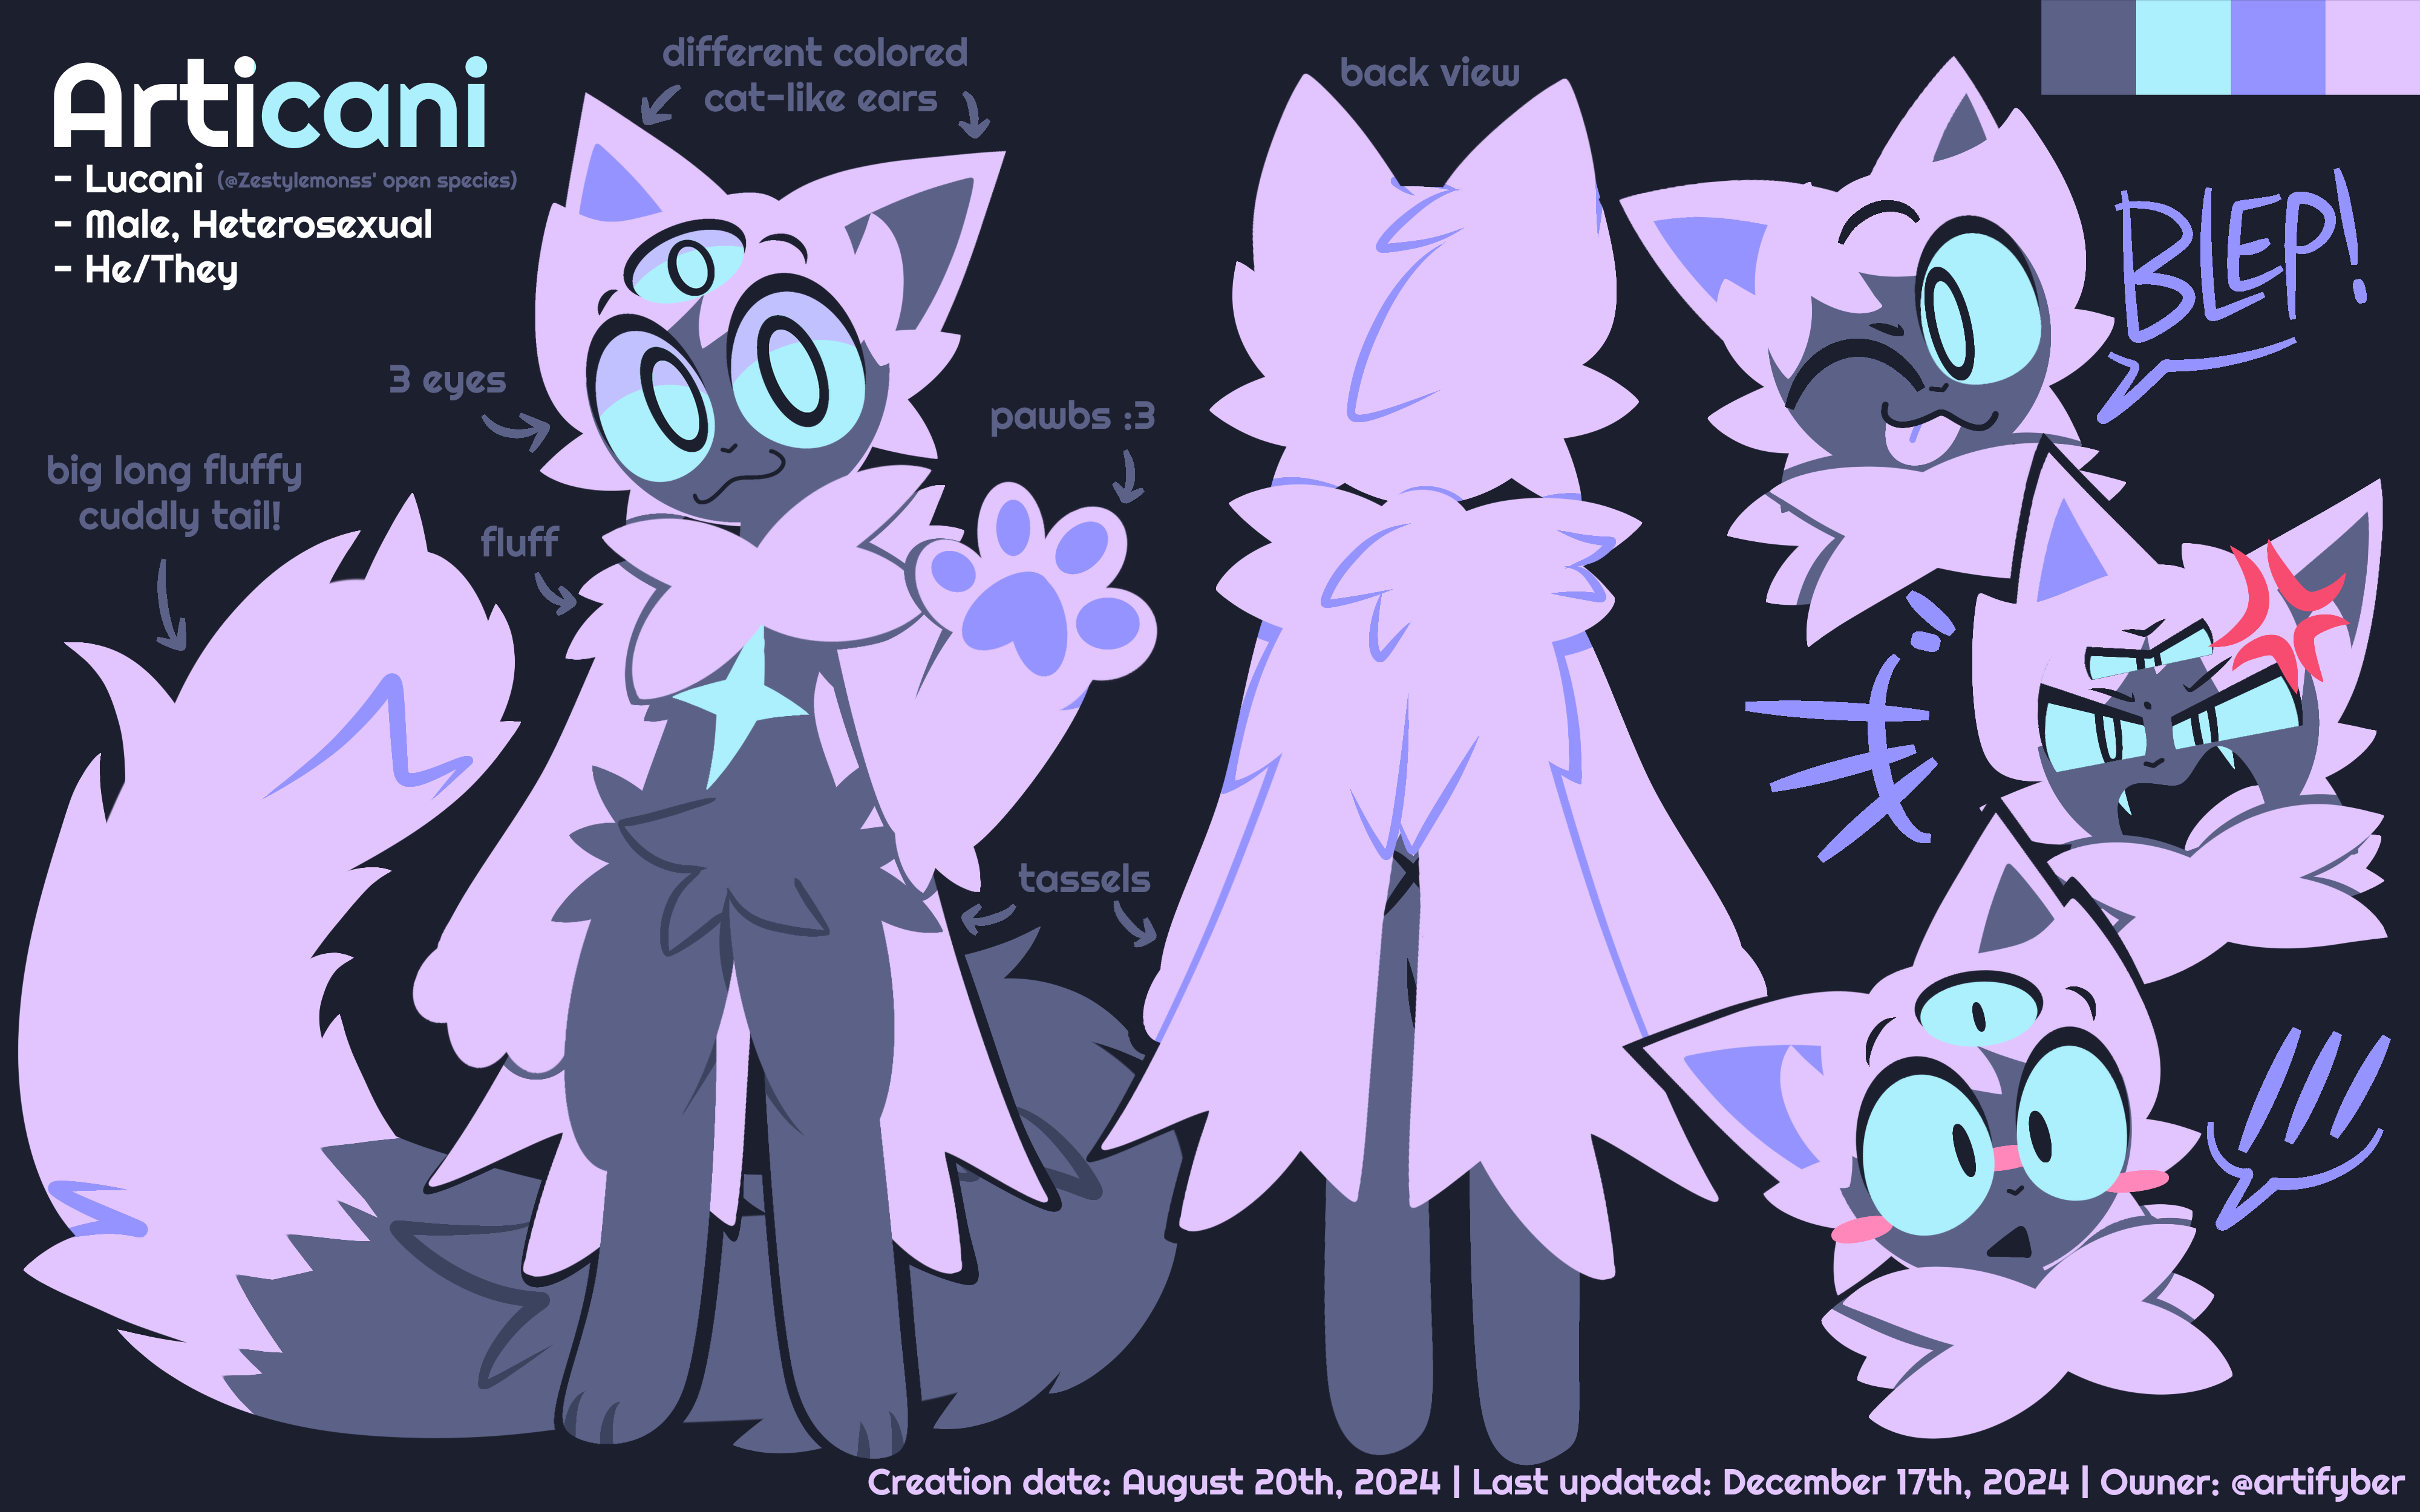 Articani
- Lucani (@Zestylemonss' open species)
- Male, Heterosexual
- He/They
different colored
cat-like ears
back view
BLEP!
3 eyes
pawbs :3
big long fluffy
cuddly tail!
fluff
tassels
Creation date: August 20th, 2024 | Last updated: December 17th, 2024 | Owner: @artifyber